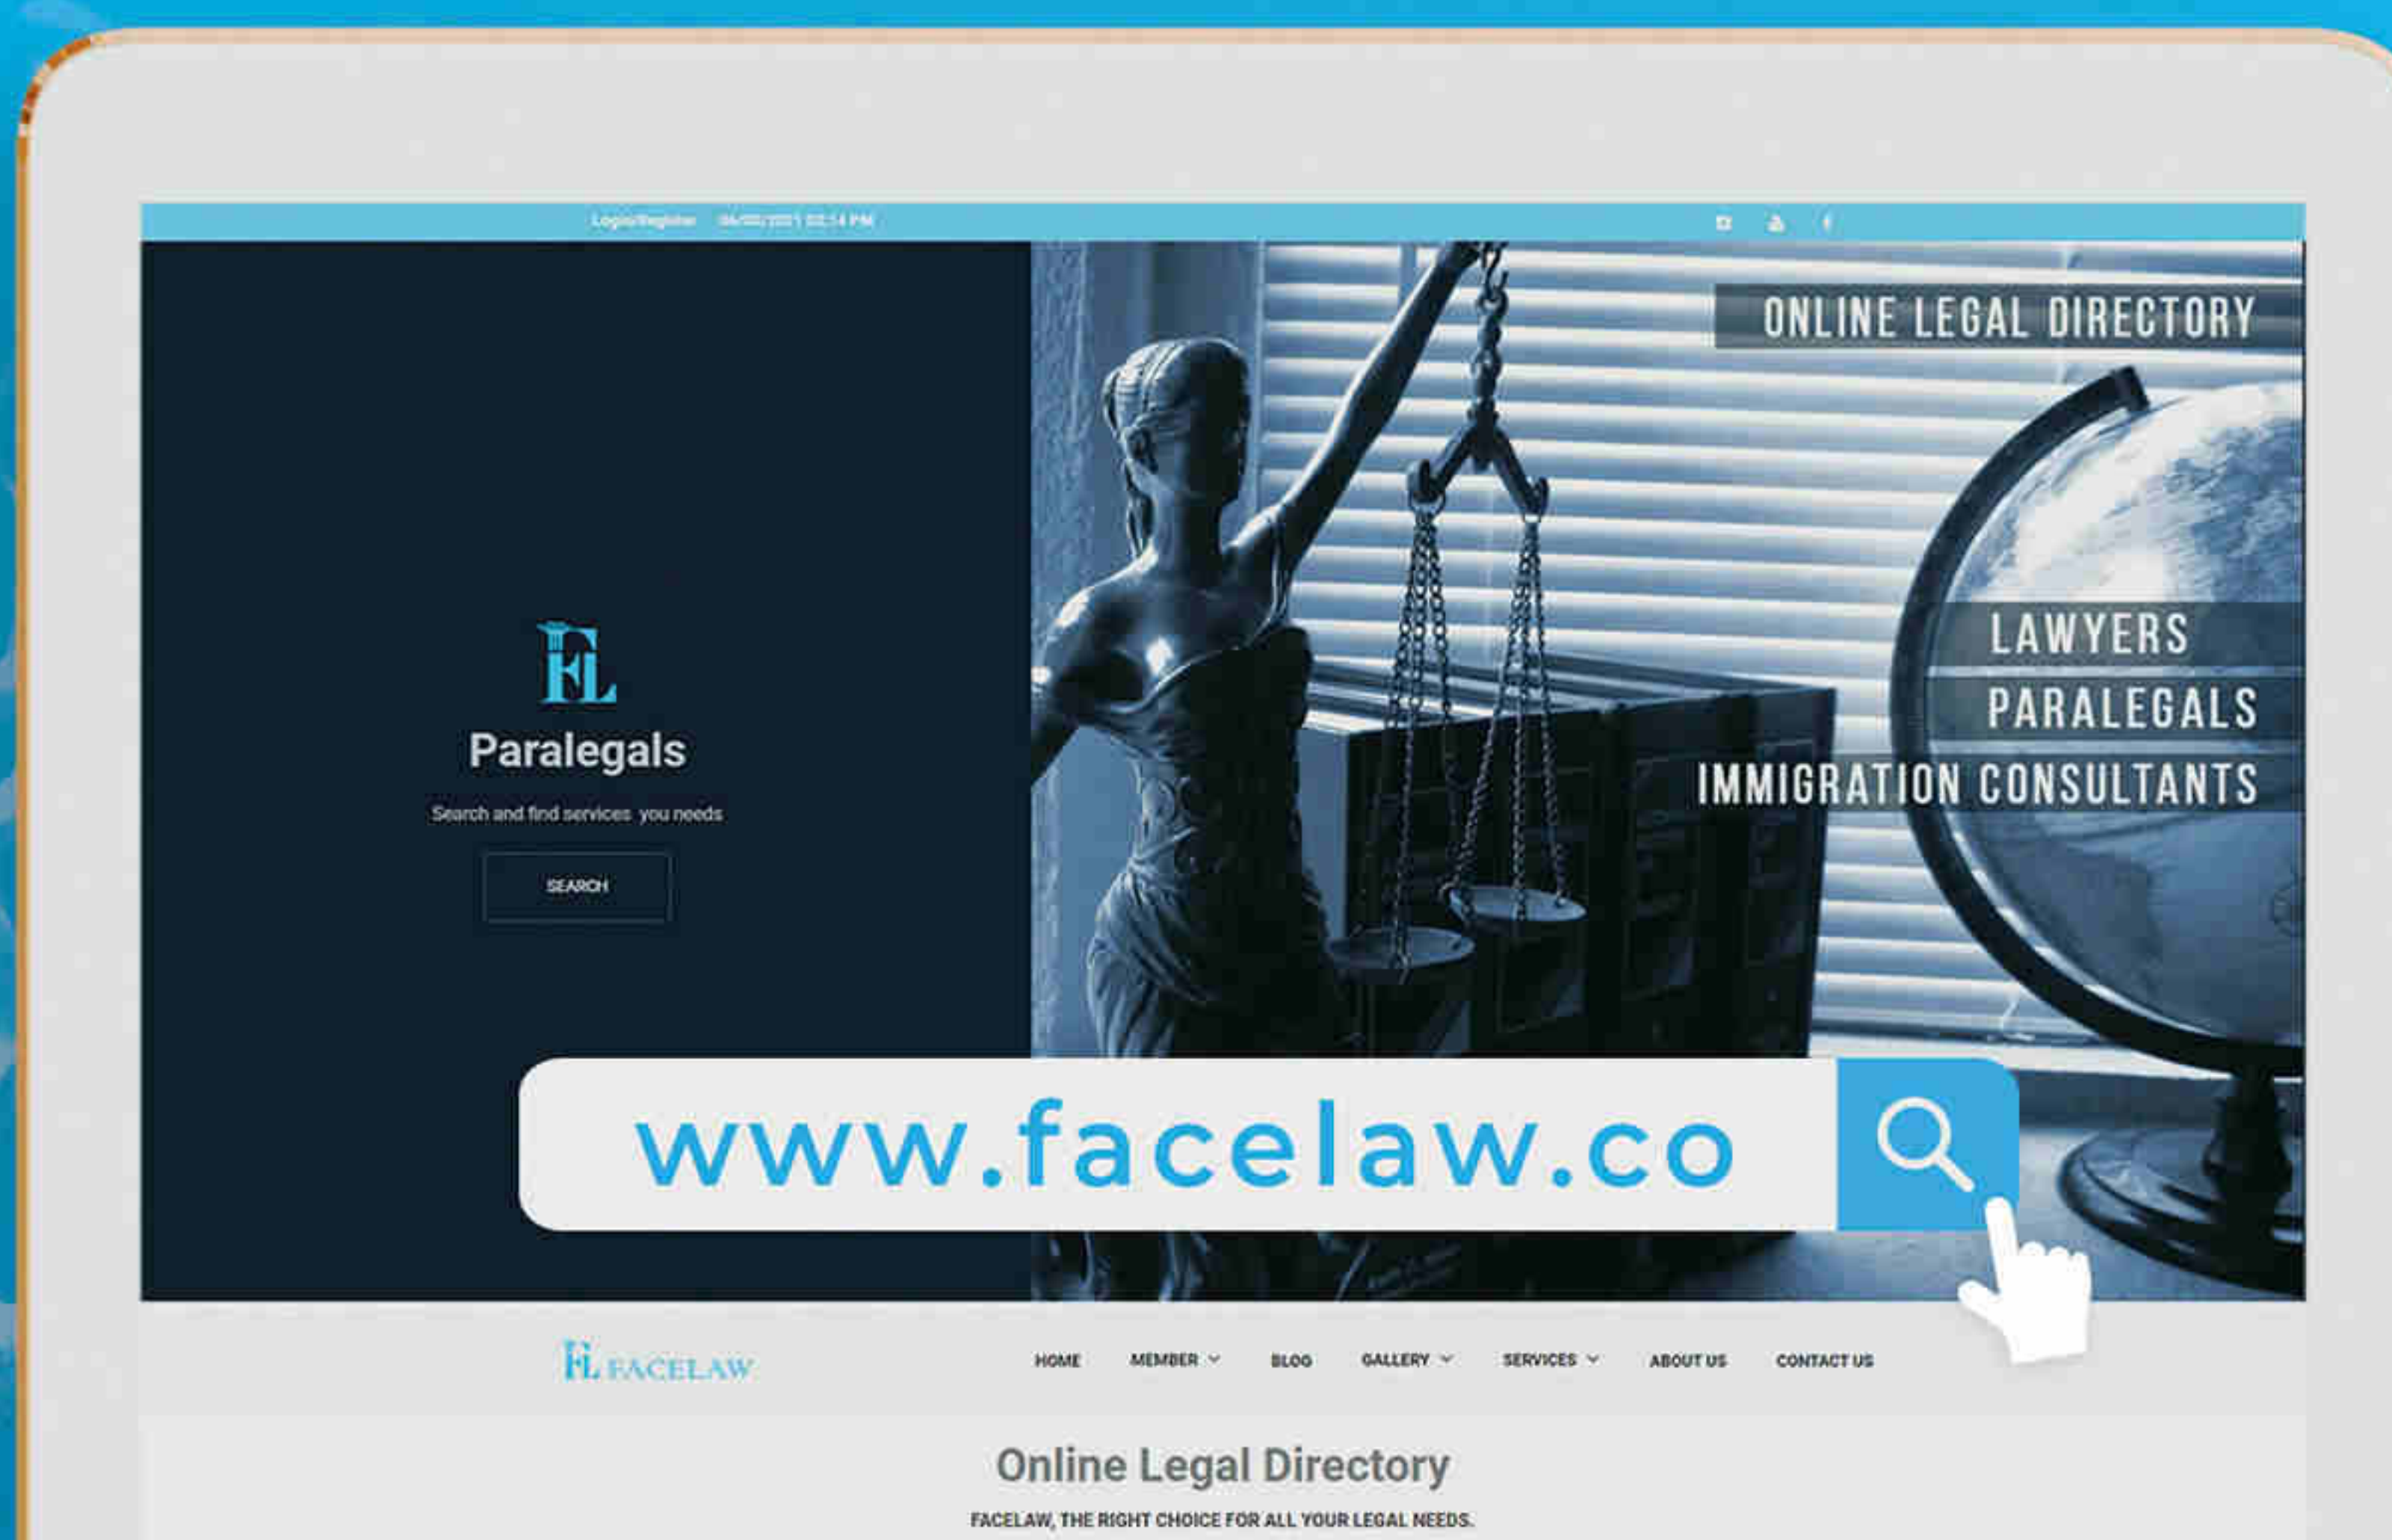 Login/Register
ONLINE LEGAL DIRECTORY
LAWYERS
PARALEGALS
IMMIGRATION CONSULTANTS
FL
Paralegals
Search and find services you needs
SEARCH
www.facelaw.co
FL FACELAW
HOME MEMBER BLOG GALLERY SERVICES ABOUT US CONTACT US
Online Legal Directory
FACELAW, THE RIGHT CHOICE FOR ALL YOUR LEGAL NEEDS.